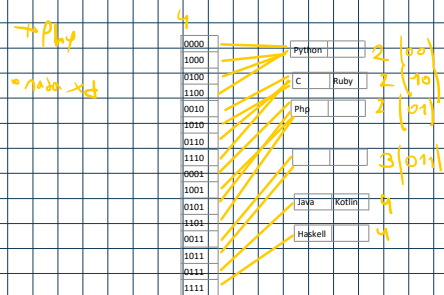 4
→ Php
• nada xd
0000
1000
0100
1100
0010
1010
0110
1110
0001
1001
0101
1101
0011
1011
0111
1111
Python 2 (00)
C Ruby 2 (10)
Php 2 (01)
3 (011)
Java Kotlin 4
Haskell 4